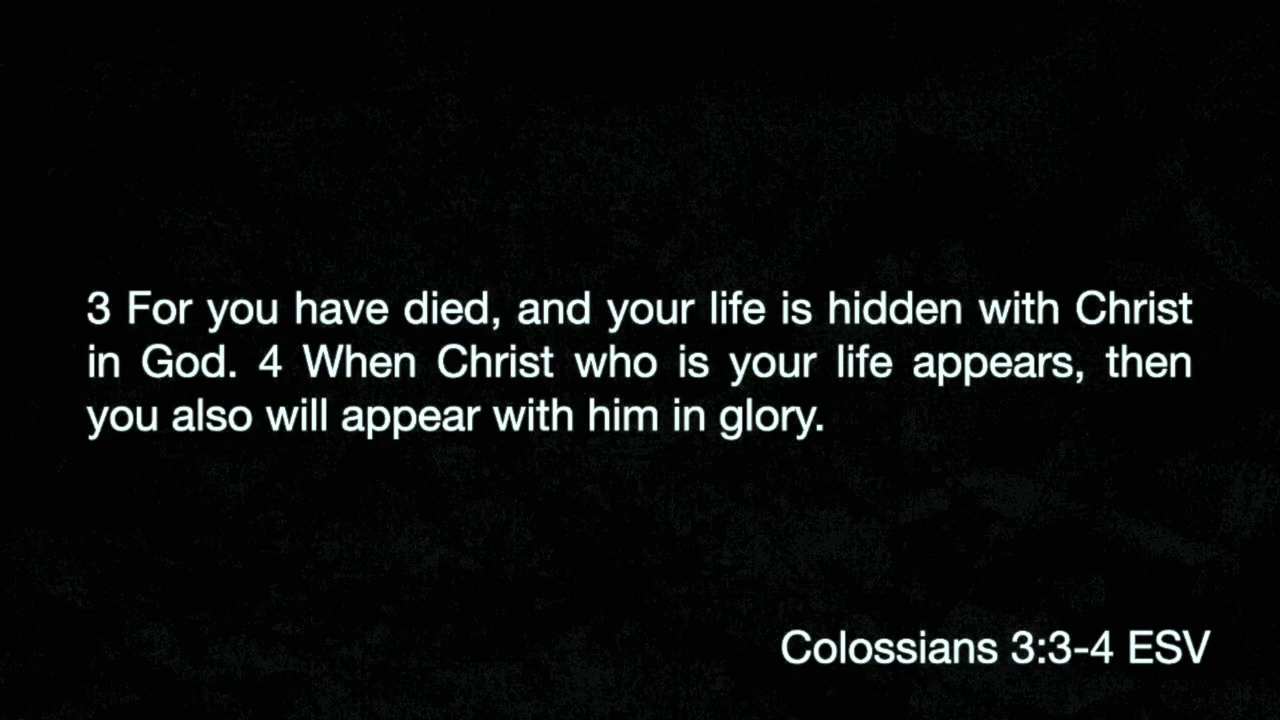 3 For you have died, and your life is hidden with Christ
in God. 4 When Christ who is your life appears, then
you also will appear with him in glory.
Colossians 3:3-4 ESV